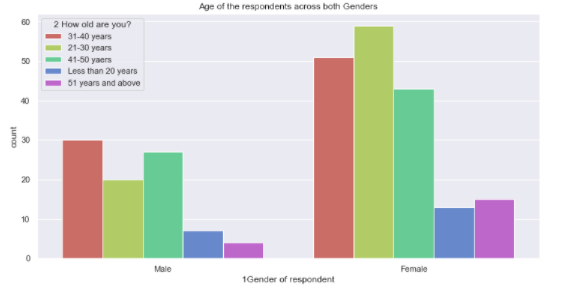 Age of the respondents across both Genders
2 How old are you?
31-40 years
21-30 years
41-50 yaers
Less than 20 years
51 years and above
60
50
40
30
20
10
0
count
Male
Female
1Gender of respondent